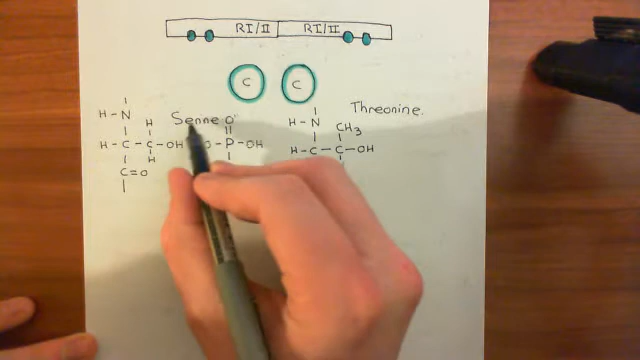 RI/II RI/II
C C
Serine Threonine.
H-N H O H-N CH3
H-C-C-OH O-P-OH H-C-C-OH
H
C=O